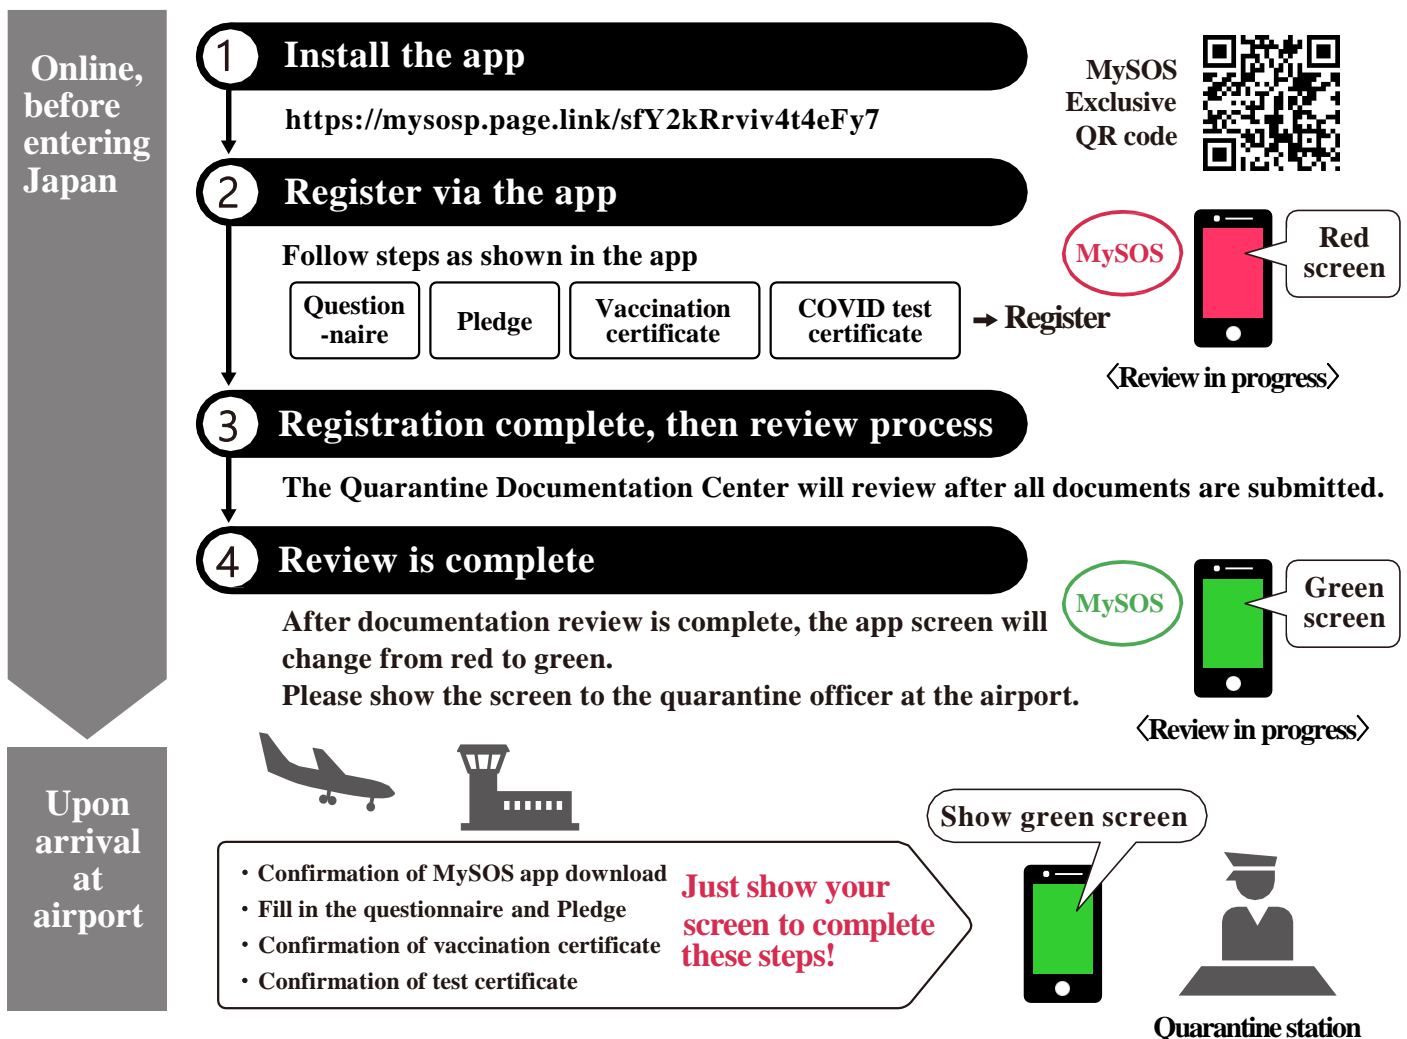 Online,
before
entering
Japan
1
Install the app
https://mysosp.page.link/sfY2kRrviv4t4eFy7
MySOS
Exclusive
QR code
2
Register via the app
Follow steps as shown in the app
Question
-naire
Pledge
Vaccination
certificate
COVID test
certificate
→ Register
MySOS
Red
screen
〈Review in progress〉
3
Registration complete, then review process
The Quarantine Documentation Center will review after all documents are submitted.
4
Review is complete
After documentation review is complete, the app screen will
change from red to green.
Please show the screen to the quarantine officer at the airport.
MySOS
Green
screen
〈Review in progress〉
Upon
arrival
at
airport
・Confirmation of MySOS app download
・Fill in the questionnaire and Pledge
・Confirmation of vaccination certificate
・Confirmation of test certificate
Just show your
screen to complete
these steps!
Show green screen
Quarantine station